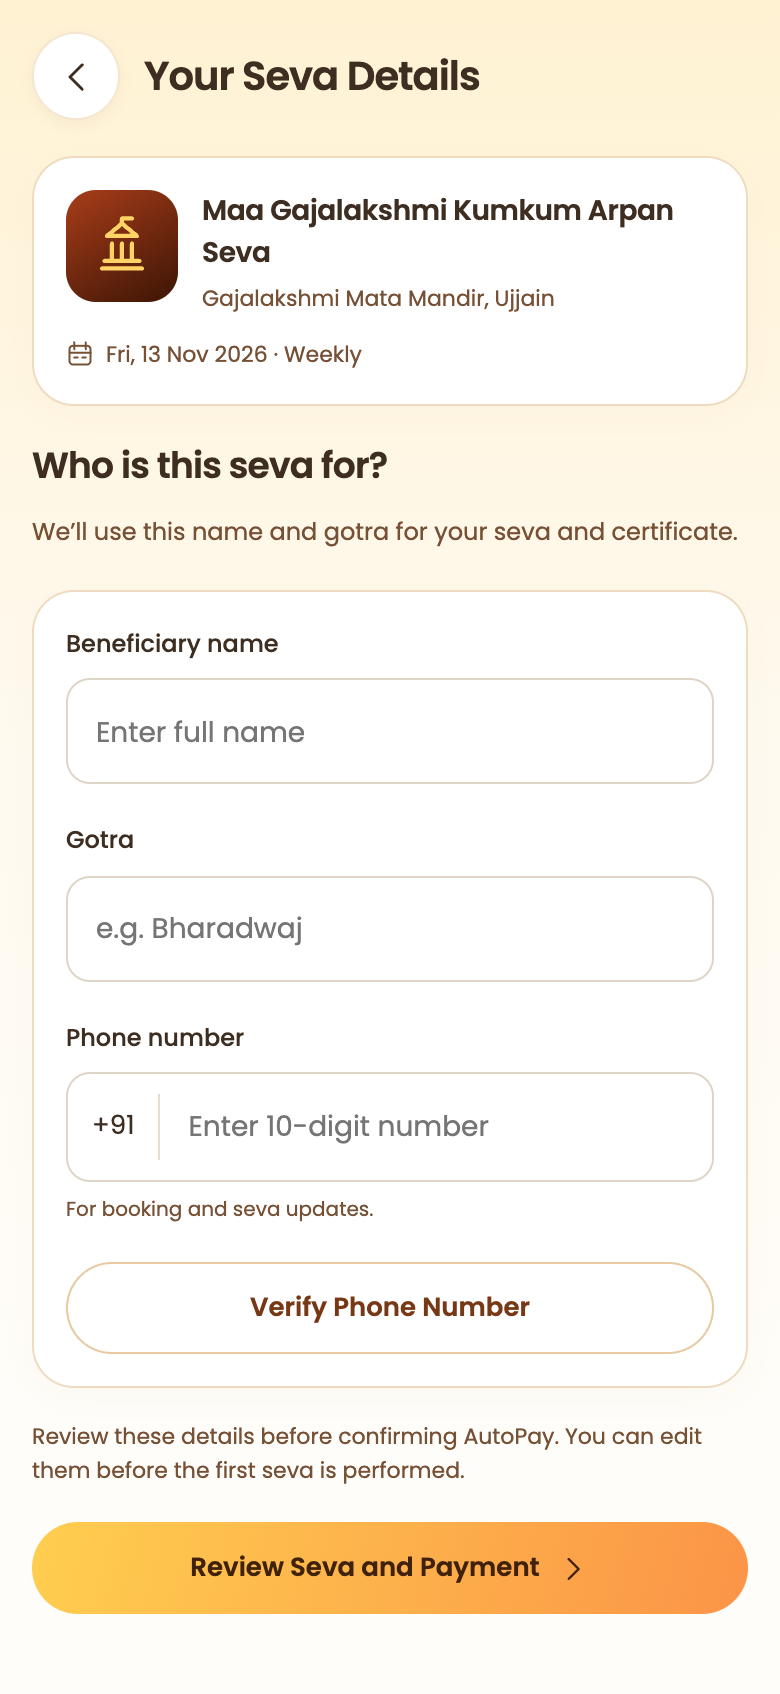 Your Seva Details
Maa Gajalakshmi Kumkum Arpan
Seva
Gajalakshmi Mata Mandir, Ujjain
Fri, 13 Nov 2026 · Weekly
Who is this seva for?
We’ll use this name and gotra for your seva and certificate.
Beneficiary name
Enter full name
Gotra
e.g. Bharadwaj
Phone number
+91 Enter 10-digit number
For booking and seva updates.
Verify Phone Number
Review these details before confirming AutoPay. You can edit
them before the first seva is performed.
Review Seva and Payment